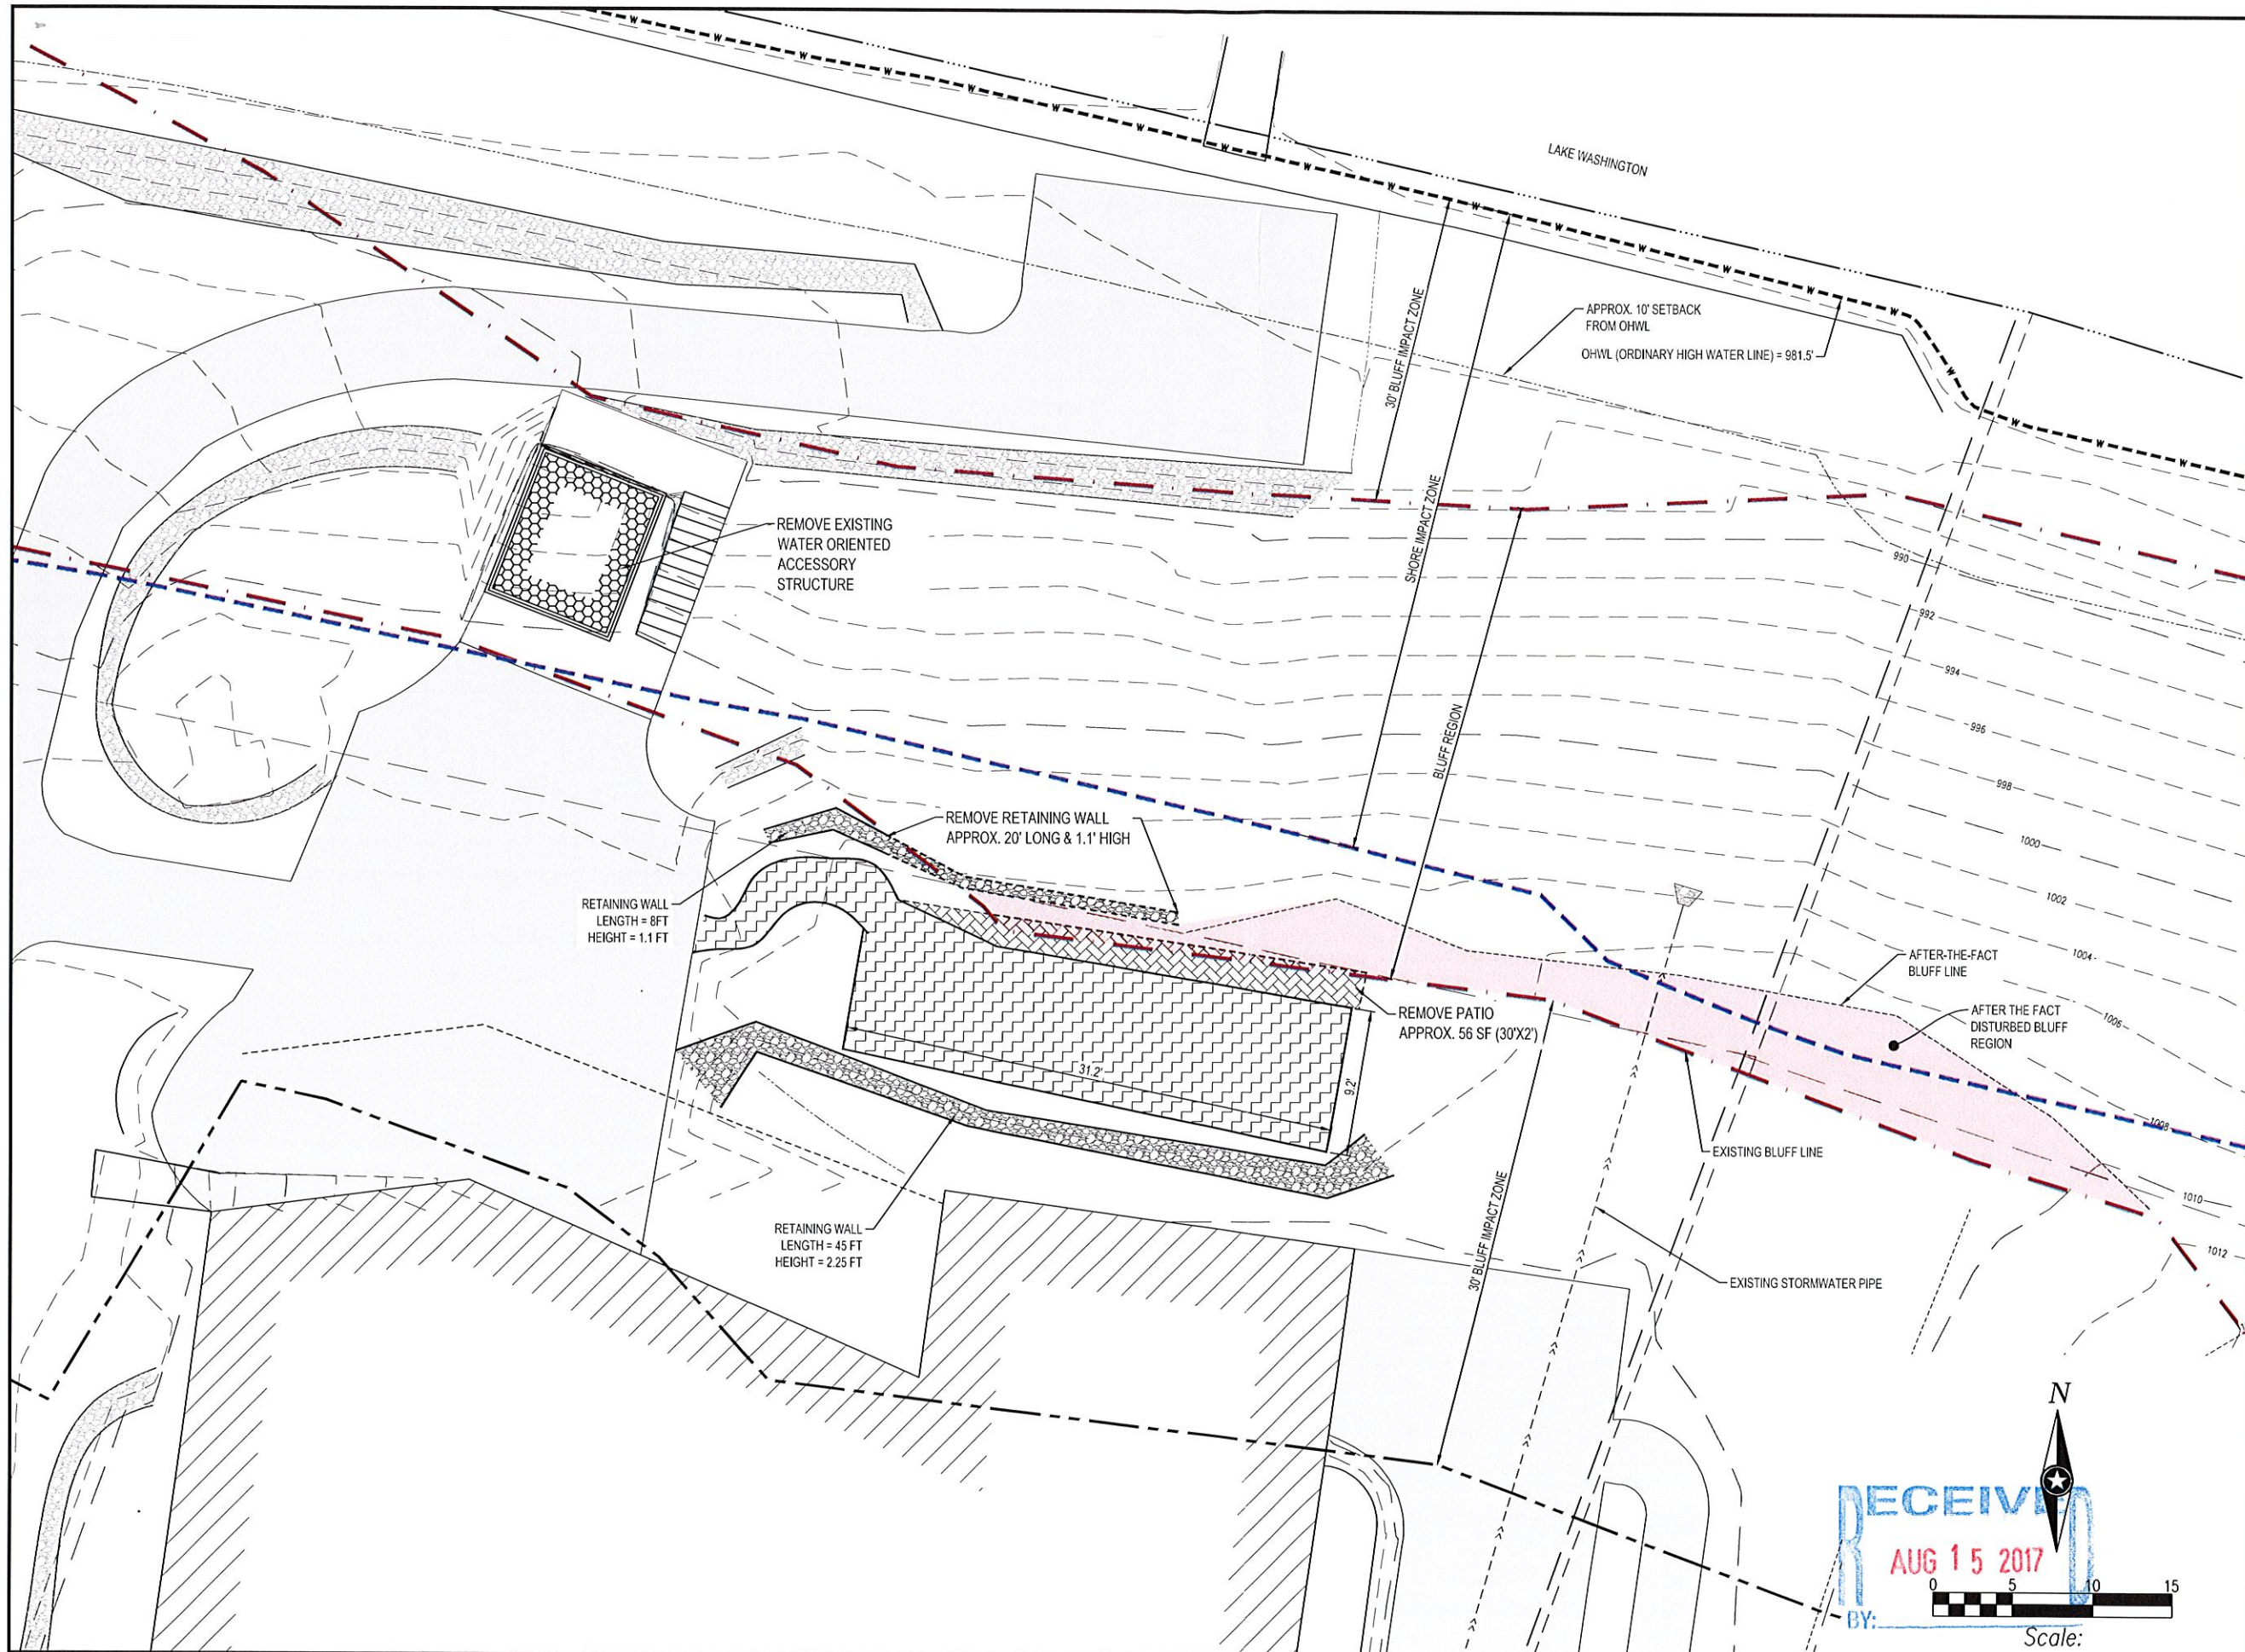 LAKE WASHINGTON
30' BLUFF IMPACT ZONE
APPROX. 10' SETBACK
FROM OHWL
OHWL (ORDINARY HIGH WATER LINE) = 981.5'
SHORE IMPACT ZONE
REMOVE EXISTING
WATER ORIENTED
ACCESSORY
STRUCTURE
990
992
994
996
998
1000
1002
1004
1006
1008
1010
1012
BLUFF REGION
REMOVE RETAINING WALL
APPROX. 20' LONG & 1.1' HIGH
RETAINING WALL
LENGTH = 8FT
HEIGHT = 1.1 FT
AFTER-THE-FACT
BLUFF LINE
AFTER THE FACT
DISTURBED BLUFF
REGION
REMOVE PATIO
APPROX. 56 SF (30'X2')
31.2'
9.2'
EXISTING BLUFF LINE
RETAINING WALL
LENGTH = 45 FT
HEIGHT = 2.25 FT
30' BLUFF IMPACT ZONE
EXISTING STORMWATER PIPE
N
RECEIVED
AUG 15 2017
BY:
0 5 10 15
Scale:
W W W W W W W W W W W W W W W W W W